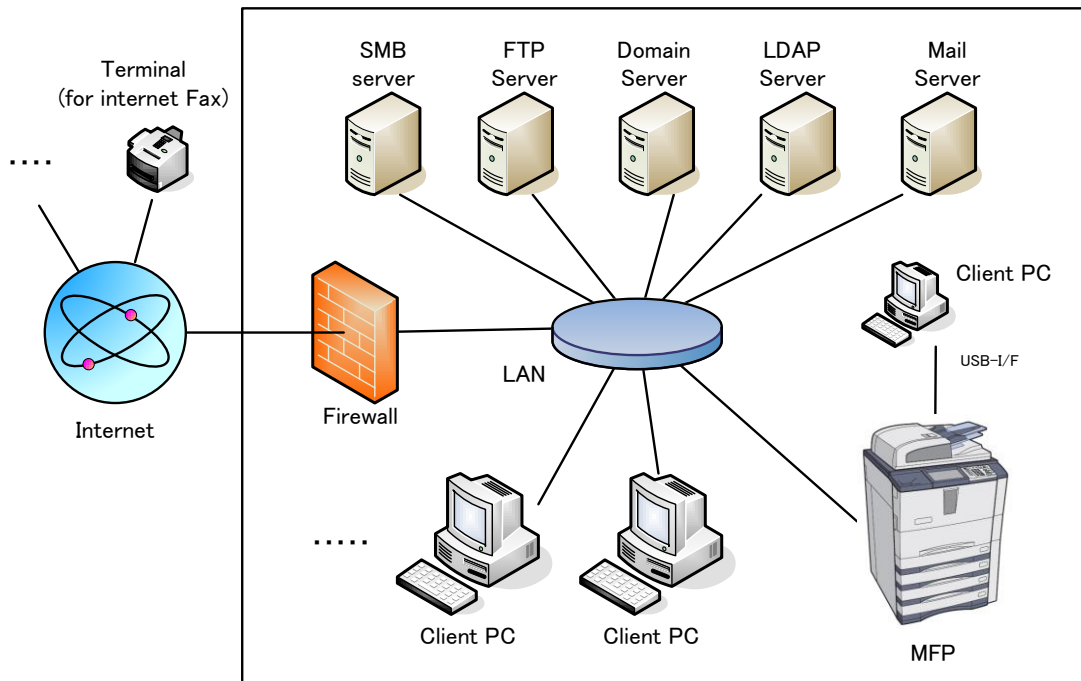 SMB
server
FTP
Server
Domain
Server
LDAP
Server
Mail
Server
Terminal
(for internet Fax)
....
Client PC
USB-I/F
LAN
Firewall
Internet
.....
Client PC
Client PC
MFP